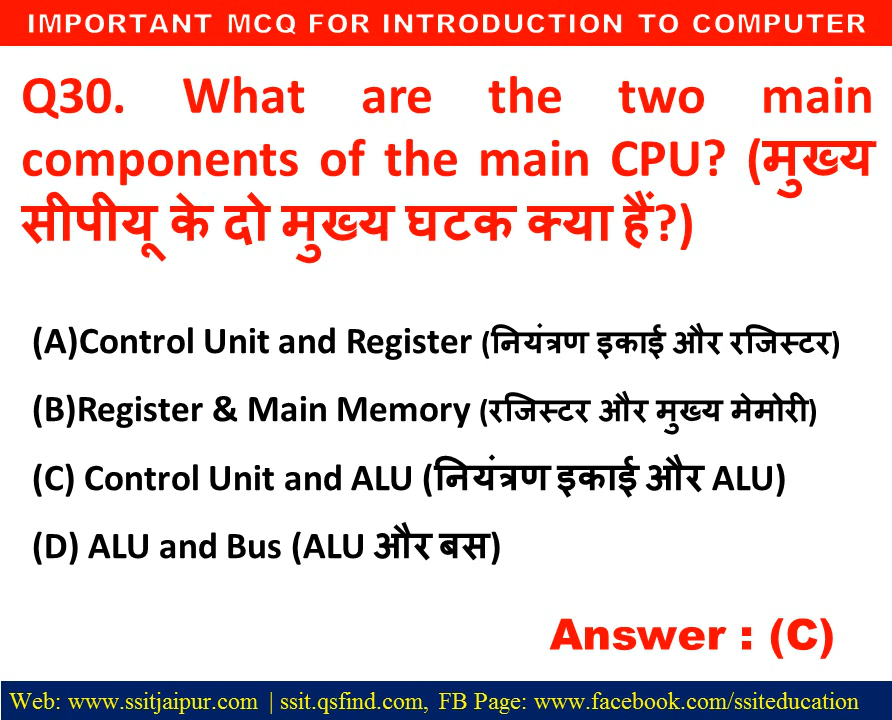 IMPORTANT MCQ FOR INTRODUCTION TO COMPUTER
Q30. What are the two main
components of the main CPU? (मुख्य
सीपीयू के दो मुख्य घटक क्या हैं?)
(A)Control Unit and Register (नियंत्रण इकाई और रजिस्टर)
(B)Register & Main Memory (रजिस्टर और मुख्य मेमोरी)
(C) Control Unit and ALU (नियंत्रण इकाई और ALU)
(D) ALU and Bus (ALU और बस)
Answer : (C)
Web: www.ssitjaipur.com | ssit.qsfind.com, FB Page: www.facebook.com/ssiteducation